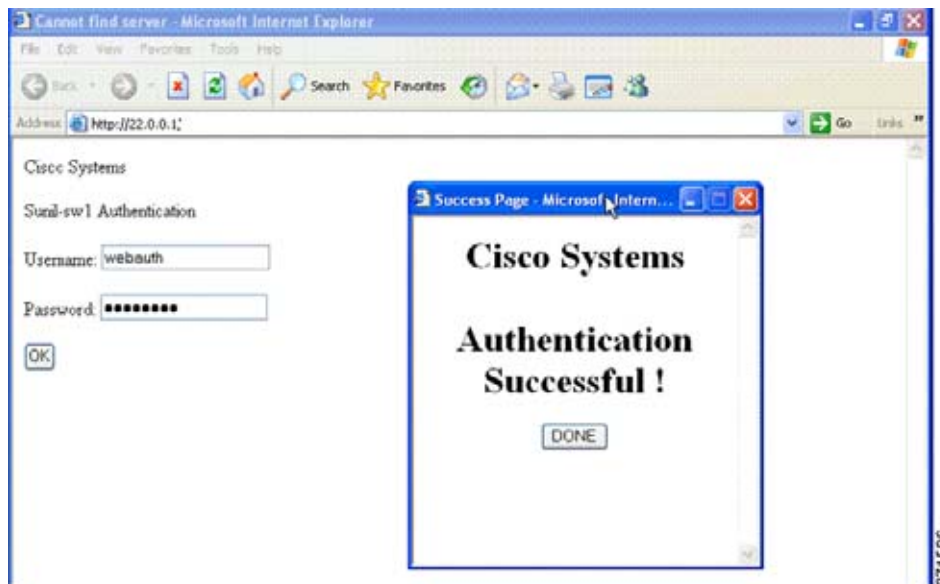 Cannot find server - Microsoft Internet Explorer
File Edit View Favorites Tools Help
Back Search Favorites
Address http://22.0.0.1/ Go Links »
Cisco Systems
Sunil-sw1 Authentication
Username: webauth
Password: ●●●●●●●●
OK
Success Page - Microsoft Intern...
Cisco Systems
Authentication
Successful !
DONE